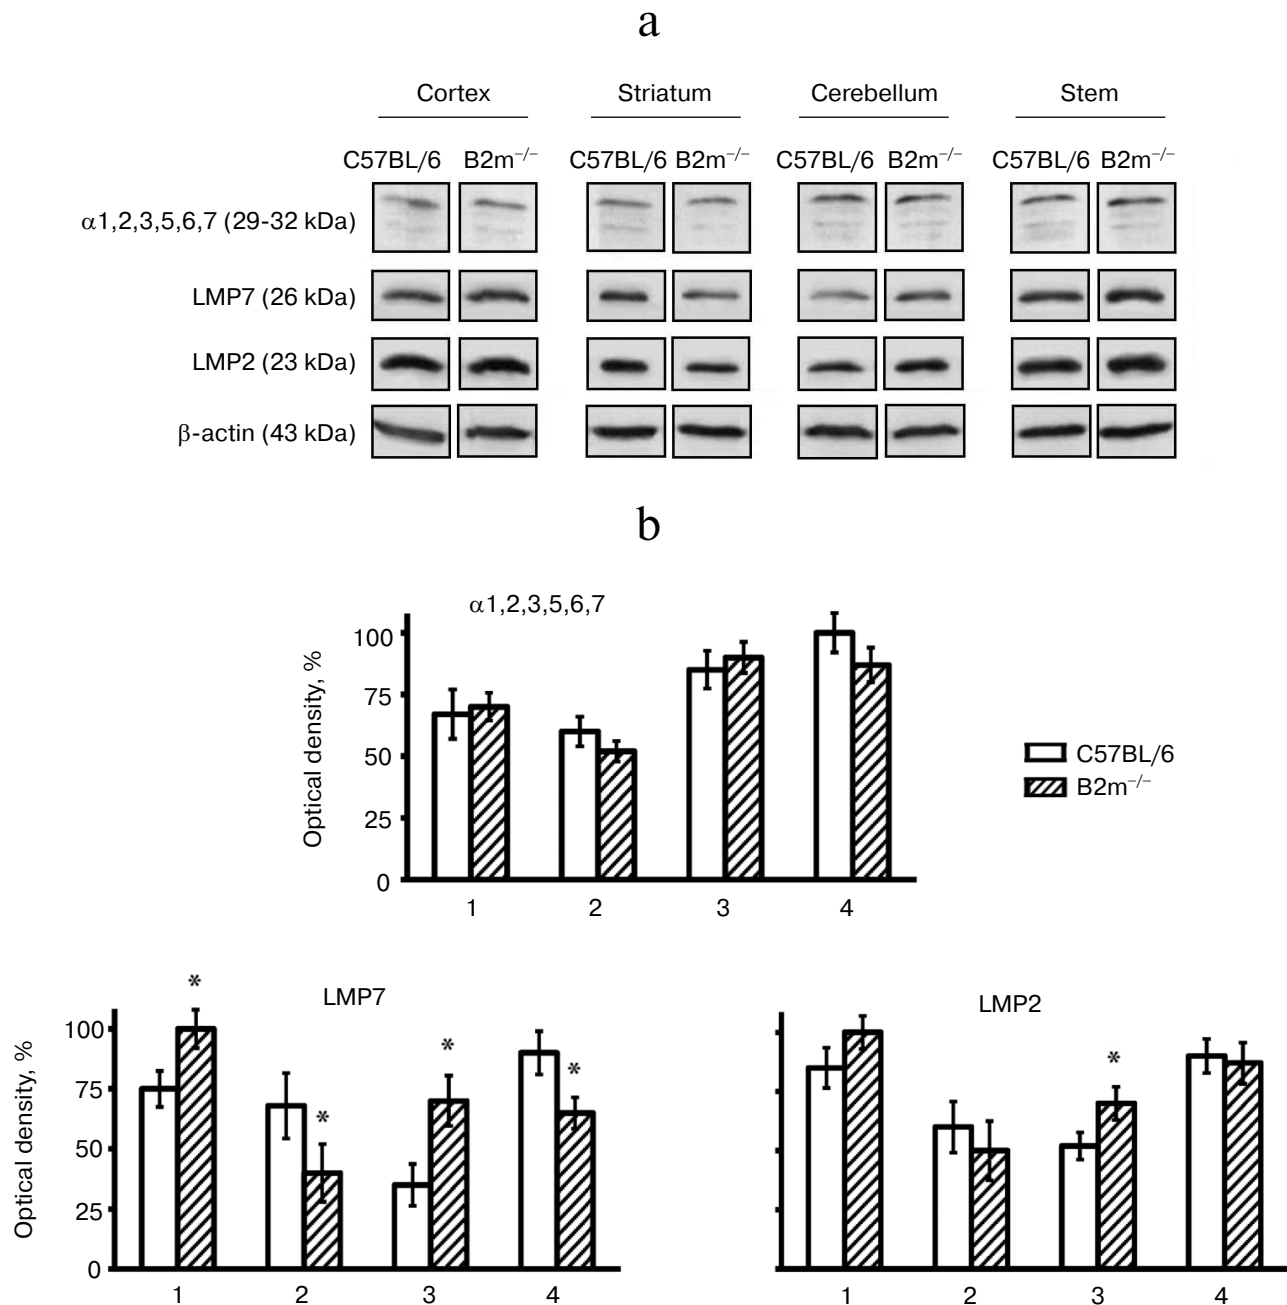 a
Cortex Striatum Cerebellum Stem
C57BL/6 B2m⁻/⁻ C57BL/6 B2m⁻/⁻ C57BL/6 B2m⁻/⁻ C57BL/6 B2m⁻/⁻
α1,2,3,5,6,7 (29-32 kDa)
LMP7 (26 kDa)
LMP2 (23 kDa)
β-actin (43 kDa)
b
α1,2,3,5,6,7
Optical density, %
100
75
50
25
0
1 2 3 4
C57BL/6
B2m⁻/⁻
LMP7
Optical density, %
100
75
50
25
0
* * * *
1 2 3 4
LMP2
*
1 2 3 4